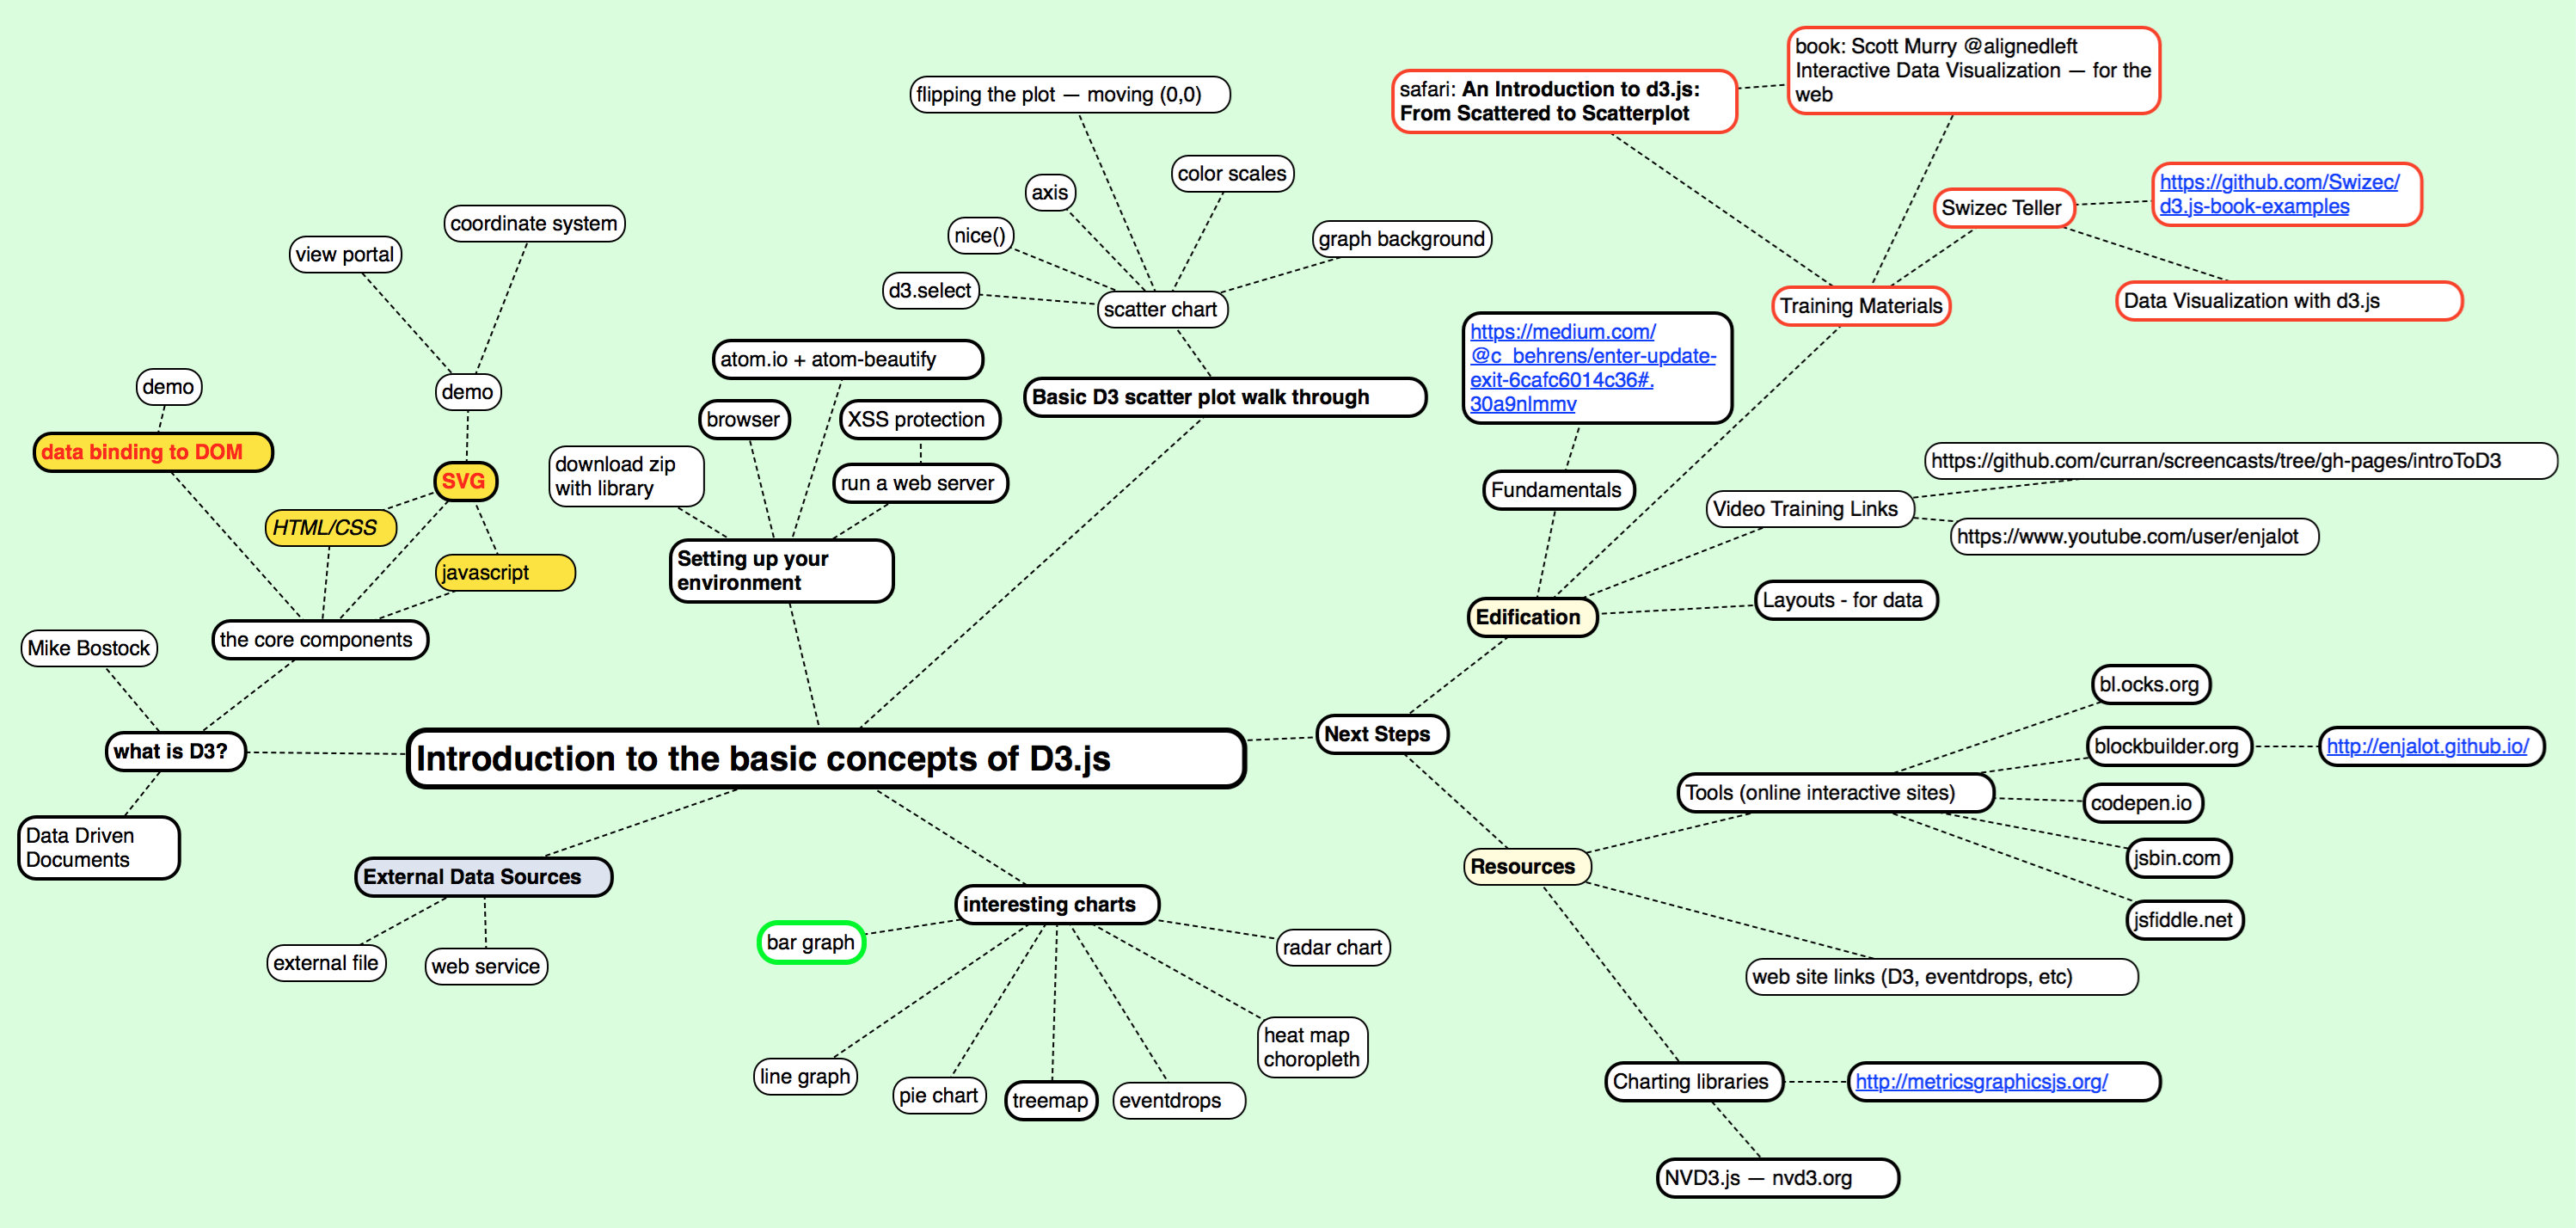 book: Scott Murry @alignedleft
Interactive Data Visualization — for the
web
safari: An Introduction to d3.js:
From Scattered to Scatterplot
flipping the plot — moving (0,0)
color scales
axis
nice()
graph background
d3.select
scatter chart
coordinate system
view portal
Swizec Teller
https://github.com/Swizec/
d3.js-book-examples
Data Visualization with d3.js
Training Materials
https://medium.com/
@c_behrens/enter-update-
exit-6cafc6014c36#.
30a9nlmmv
atom.io + atom-beautify
Basic D3 scatter plot walk through
demo
demo
browser
XSS protection
data binding to DOM
SVG
download zip
with library
run a web server
Fundamentals
https://github.com/curran/screencasts/tree/gh-pages/introToD3
Video Training Links
https://www.youtube.com/user/enjalot
HTML/CSS
javascript
Setting up your
environment
Layouts - for data
Edification
the core components
Mike Bostock
bl.ocks.org
Next Steps
what is D3?
Introduction to the basic concepts of D3.js
blockbuilder.org
http://enjalot.github.io/
Tools (online interactive sites)
codepen.io
Data Driven
Documents
jsbin.com
Resources
External Data Sources
interesting charts
jsfiddle.net
bar graph
radar chart
external file
web service
web site links (D3, eventdrops, etc)
heat map
choropleth
line graph
pie chart
treemap
eventdrops
Charting libraries
http://metricsgraphicsjs.org/
NVD3.js — nvd3.org